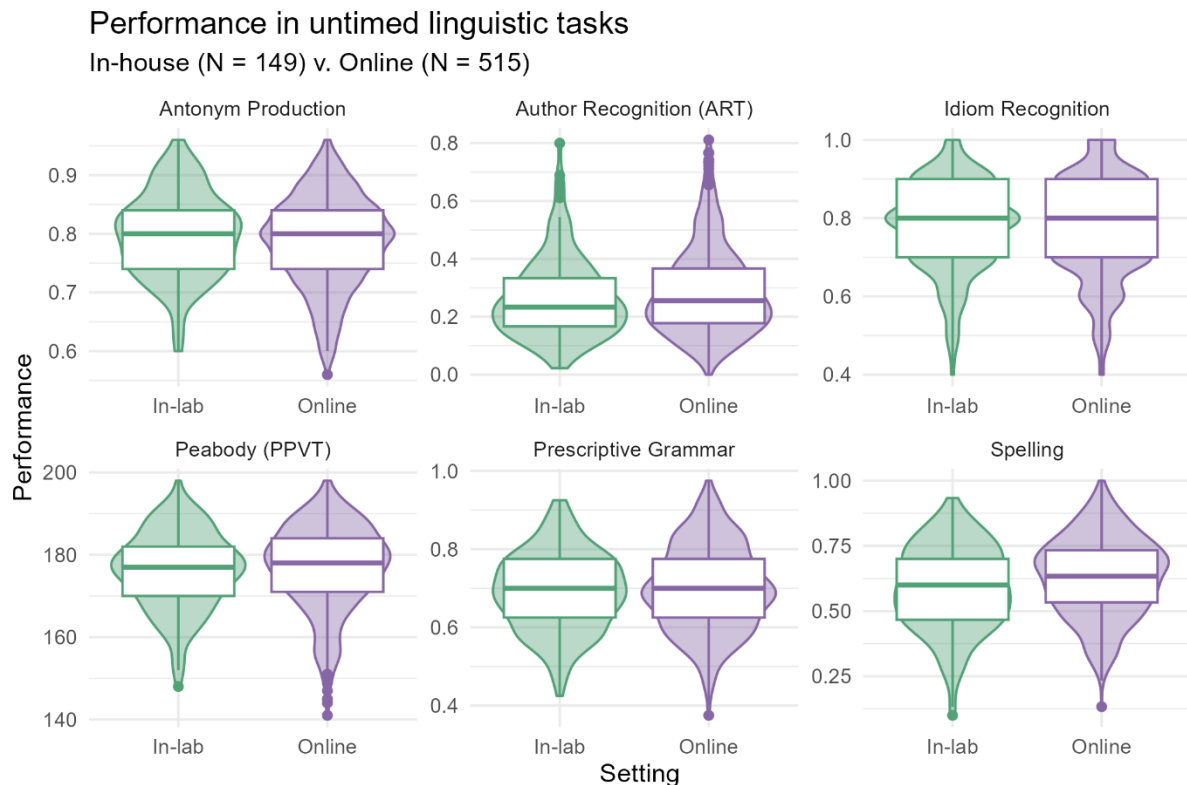 Performance in untimed linguistic tasks
In-house (N = 149) v. Online (N = 515)
Antonym Production
Author Recognition (ART)
Idiom Recognition
0.9
0.8
0.7
0.6
0.8
0.6
0.4
0.2
0.0
1.0
0.8
0.6
0.4
In-lab Online
In-lab Online
In-lab Online
Performance
Peabody (PPVT)
Prescriptive Grammar
Spelling
200
180
160
140
1.0
0.8
0.6
0.4
1.00
0.75
0.50
0.25
In-lab Online
In-lab Online
In-lab Online
Setting